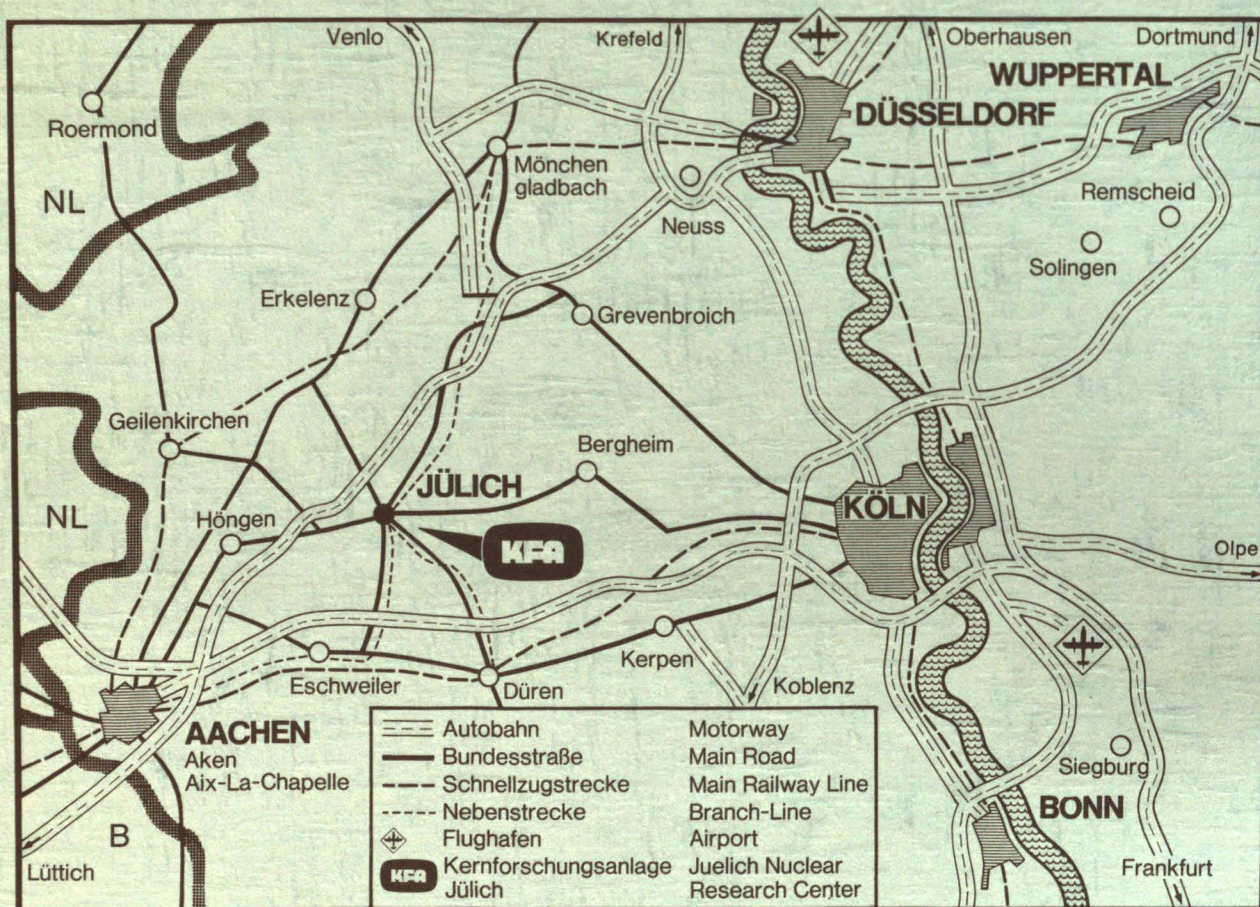 Venlo
Krefeld
Oberhausen
Dortmund
WUPPERTAL
DÜSSELDORF
Roermond
Mönchen
gladbach
NL
Remscheid
Neuss
Solingen
Erkelenz
Grevenbroich
Geilenkirchen
Bergheim
JÜLICH
NL
Höngen
KÖLN
KFA
Olpe
Kerpen
Eschweiler
Düren
Koblenz
AACHEN
Aken
Aix-La-Chapelle
Siegburg
BONN
B
Lüttich
Frankfurt
Autobahn Motorway
Bundesstraße Main Road
Schnellzugstrecke Main Railway Line
Nebenstrecke Branch-Line
Flughafen Airport
KFA Kernforschungsanlage Juelich Nuclear
Jülich Research Center